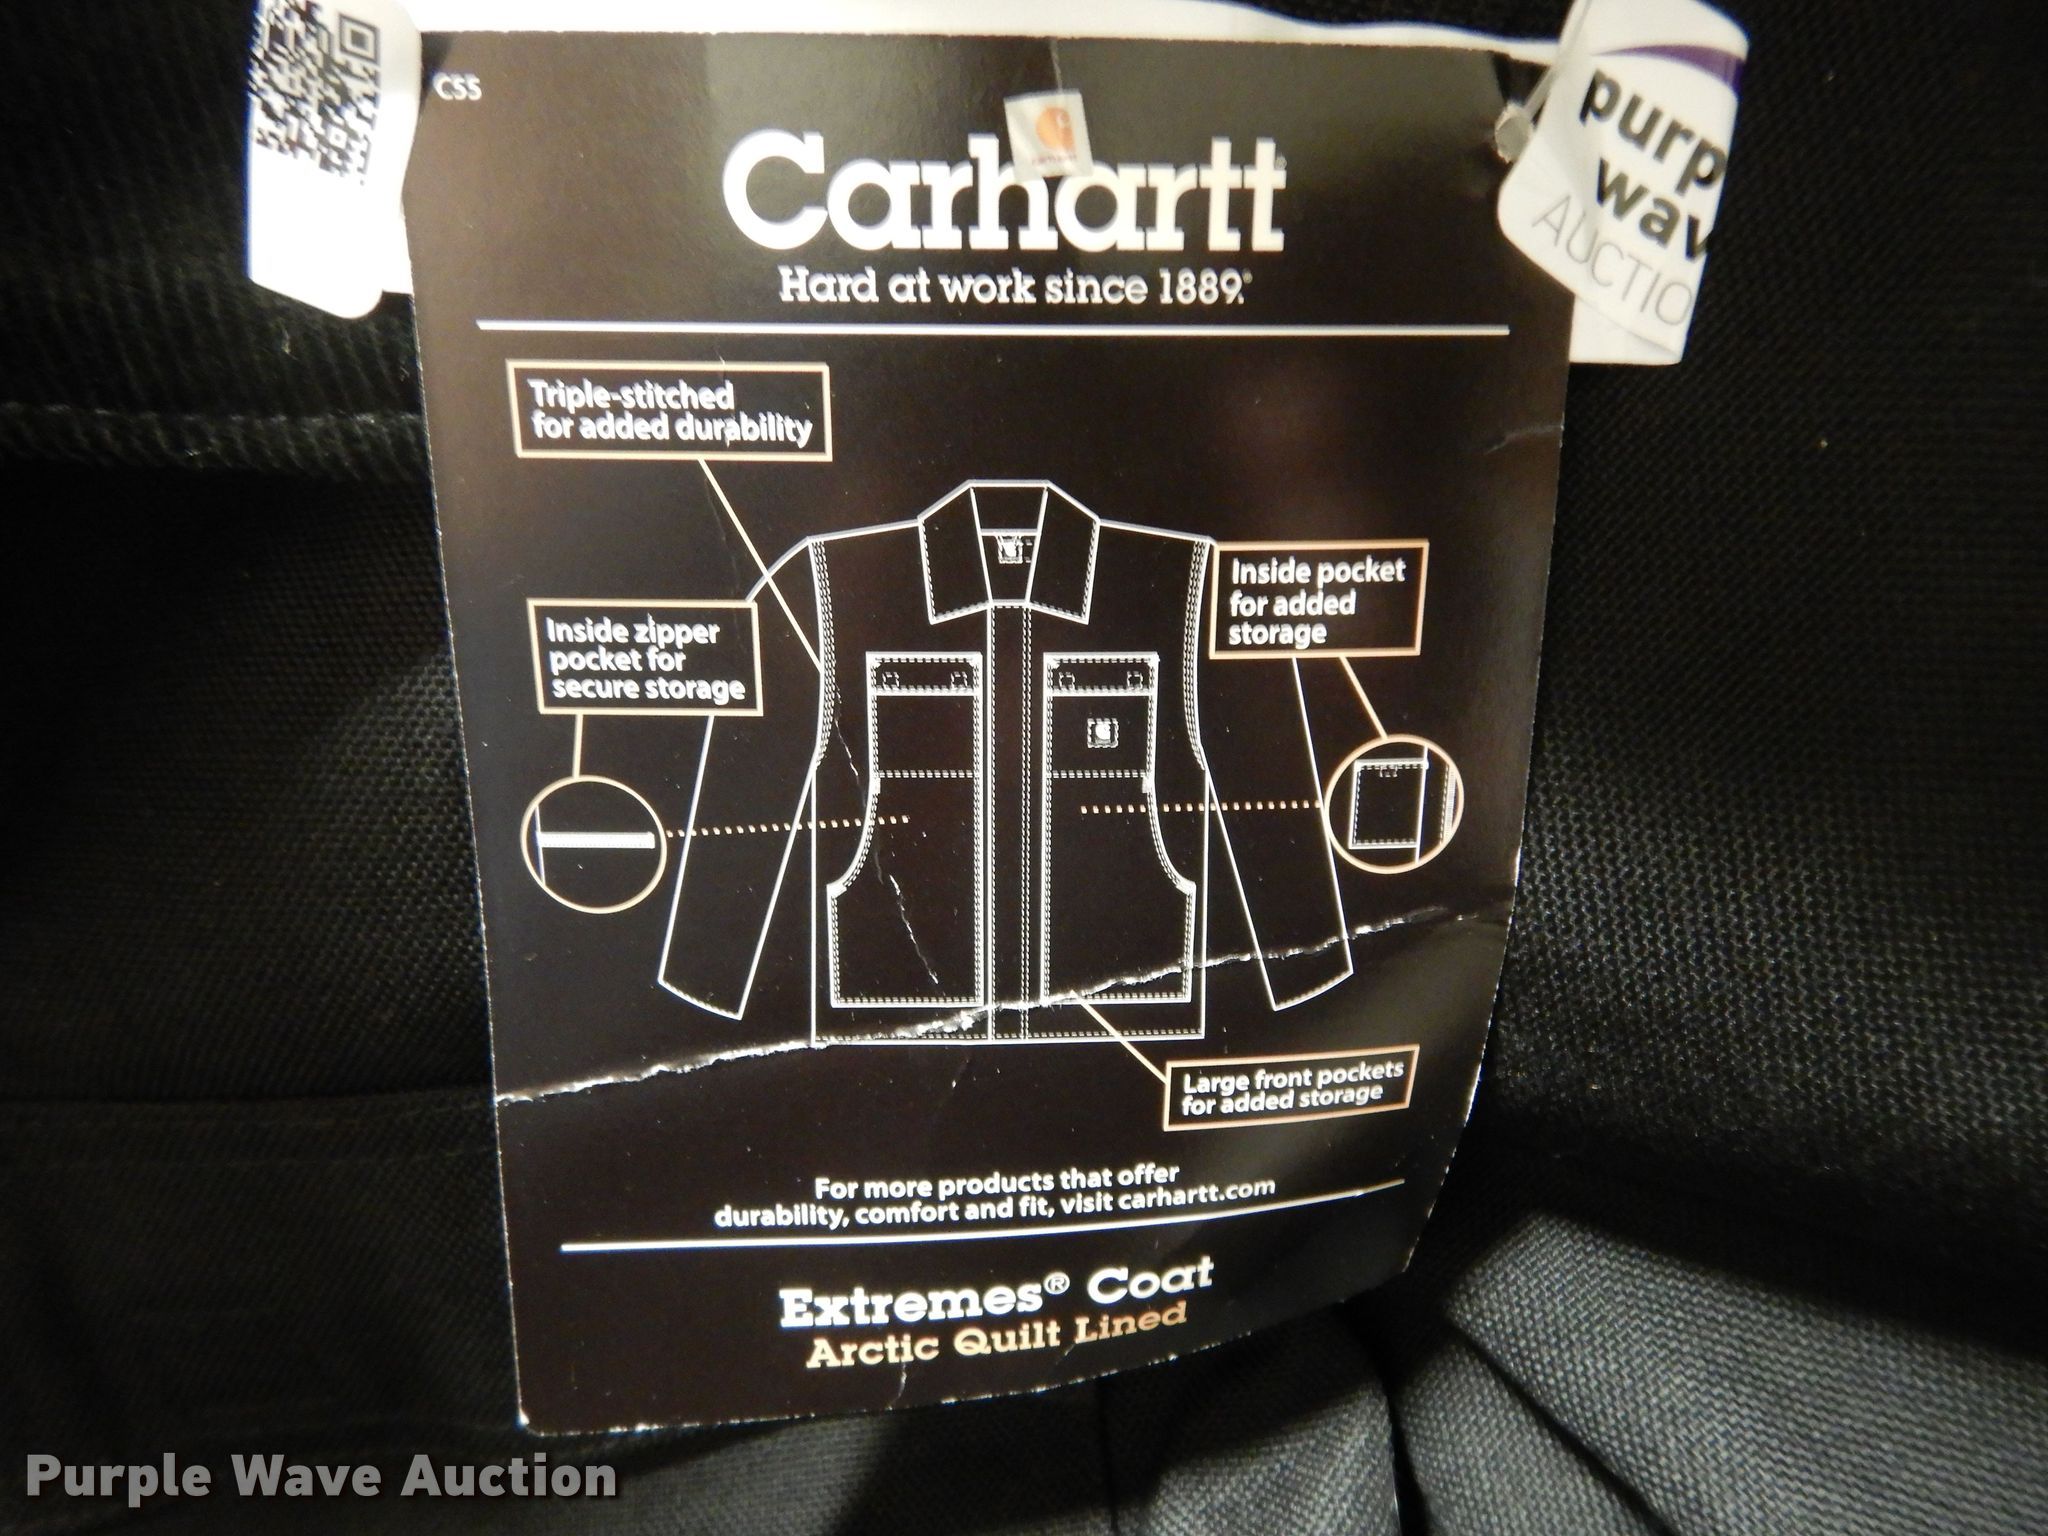 C55
Carhartt
Hard at work since 1889.®
purp
wav
AUCTIO
Triple-stitched
for added durability
Inside zipper
pocket for
secure storage
Inside pocket
for added
storage
Large front pockets
for added storage
For more products that offer
durability, comfort and fit, visit carhartt.com
Extremes® Coat
Arctic Quilt Lined
Purple Wave Auction